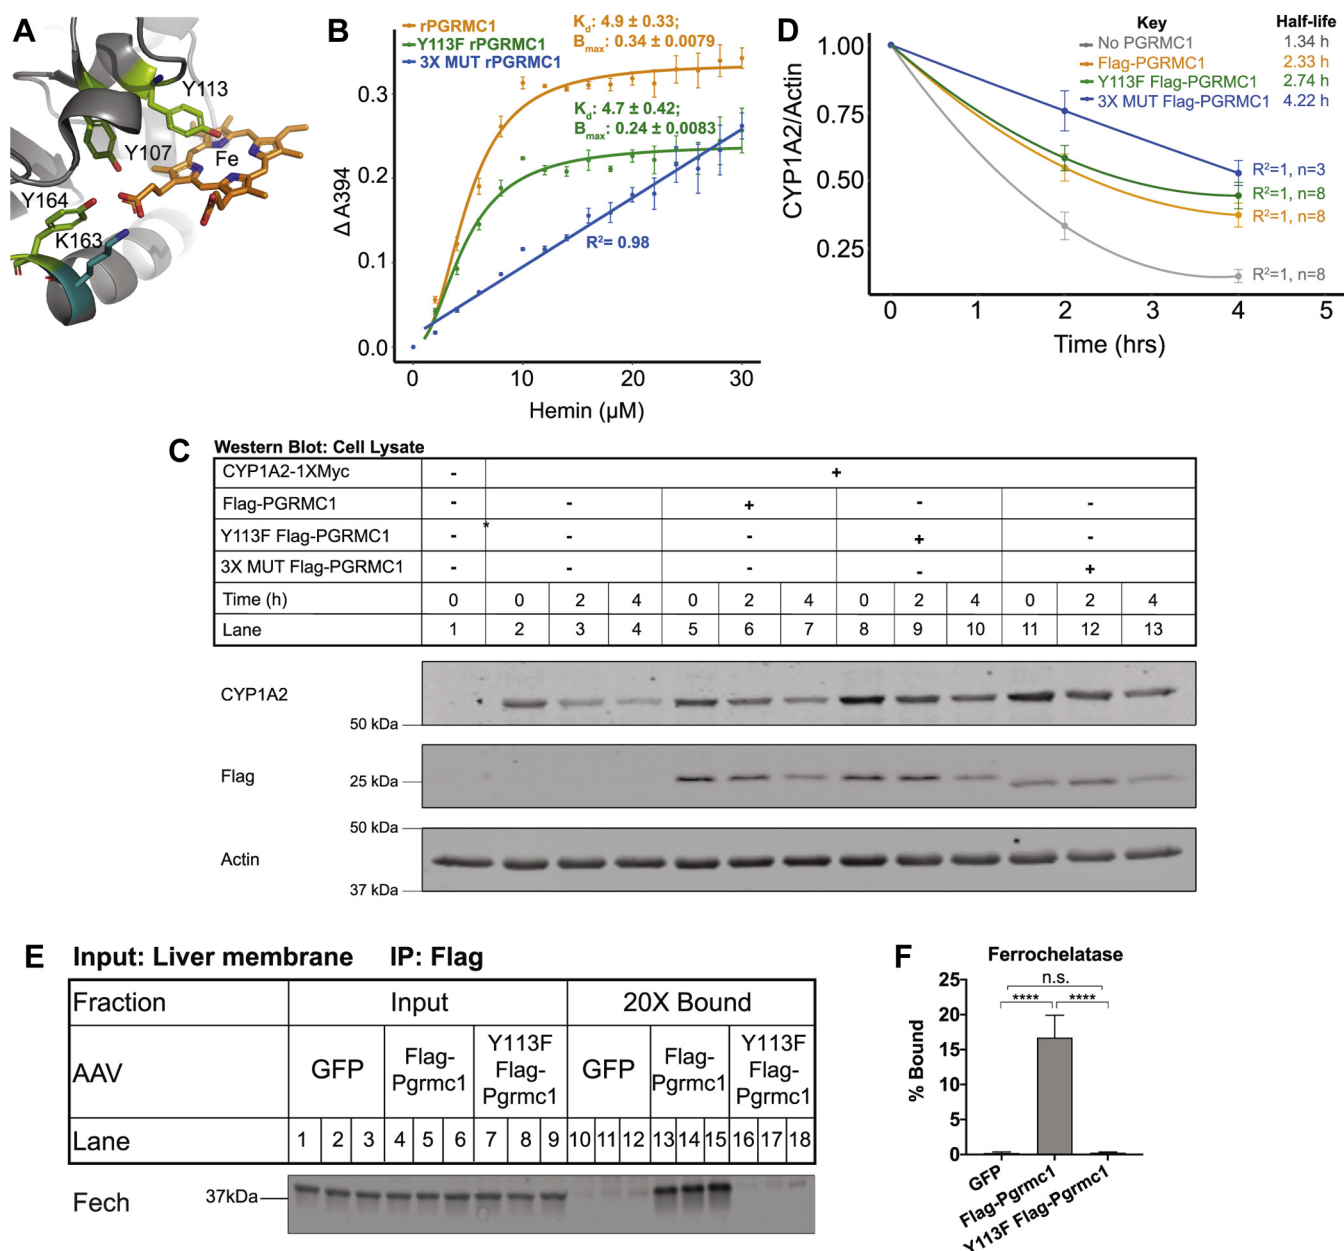 A
Y113
Y107
Fe
Y164
K163
B
rPGRMC1
Y113F rPGRMC1
3X MUT rPGRMC1
Kd: 4.9 ± 0.33;
Bmax: 0.34 ± 0.0079
Kd: 4.7 ± 0.42;
Bmax: 0.24 ± 0.0083
R²= 0.98
Δ A394
0.3
0.2
0.1
0.0
0 10 20 30
Hemin (µM)
D
Key Half-life
No PGRMC1 1.34 h
Flag-PGRMC1 2.33 h
Y113F Flag-PGRMC1 2.74 h
3X MUT Flag-PGRMC1 4.22 h
CYP1A2/Actin
1.00
0.75
0.50
0.25
R²=1, n=3
R²=1, n=8
R²=1, n=8
R²=1, n=8
0 1 2 3 4 5
Time (hrs)
C
Western Blot: Cell Lysate
CYP1A2-1XMyc - +
Flag-PGRMC1 - - + - -
*
Y113F Flag-PGRMC1 - - - + -
3X MUT Flag-PGRMC1 - - - - +
Time (h) 0 0 2 4 0 2 4 0 2 4 0 2 4
Lane 1 2 3 4 5 6 7 8 9 10 11 12 13
CYP1A2
50 kDa
Flag
25 kDa
50 kDa
Actin
37 kDa
E
Input: Liver membrane IP: Flag
Fraction Input 20X Bound
AAV GFP Flag-Pgrmc1 Y113F Flag-Pgrmc1 GFP Flag-Pgrmc1 Y113F Flag-Pgrmc1
Lane 1 2 3 4 5 6 7 8 9 10 11 12 13 14 15 16 17 18
Fech 37kDa
F
Ferrochelatase
n.s.
**** ****
% Bound
25
20
15
10
5
0
GFP
Flag-Pgrmc1
Y113F Flag-Pgrmc1